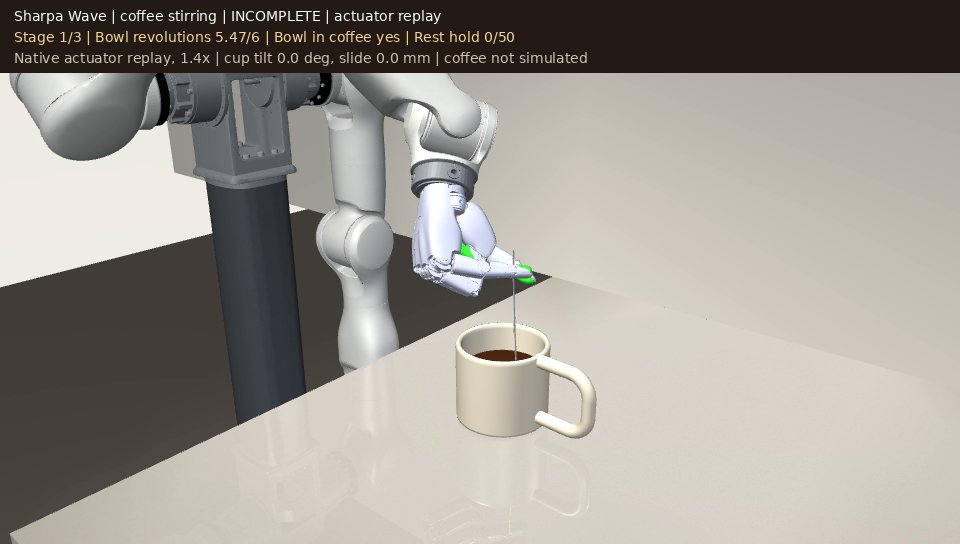 Sharpa Wave | coffee stirring | INCOMPLETE | actuator replay
Stage 1/3 | Bowl revolutions 5.47/6 | Bowl in coffee yes | Rest hold 0/50
Native actuator replay, 1.4x | cup tilt 0.0 deg, slide 0.0 mm | coffee not simulated